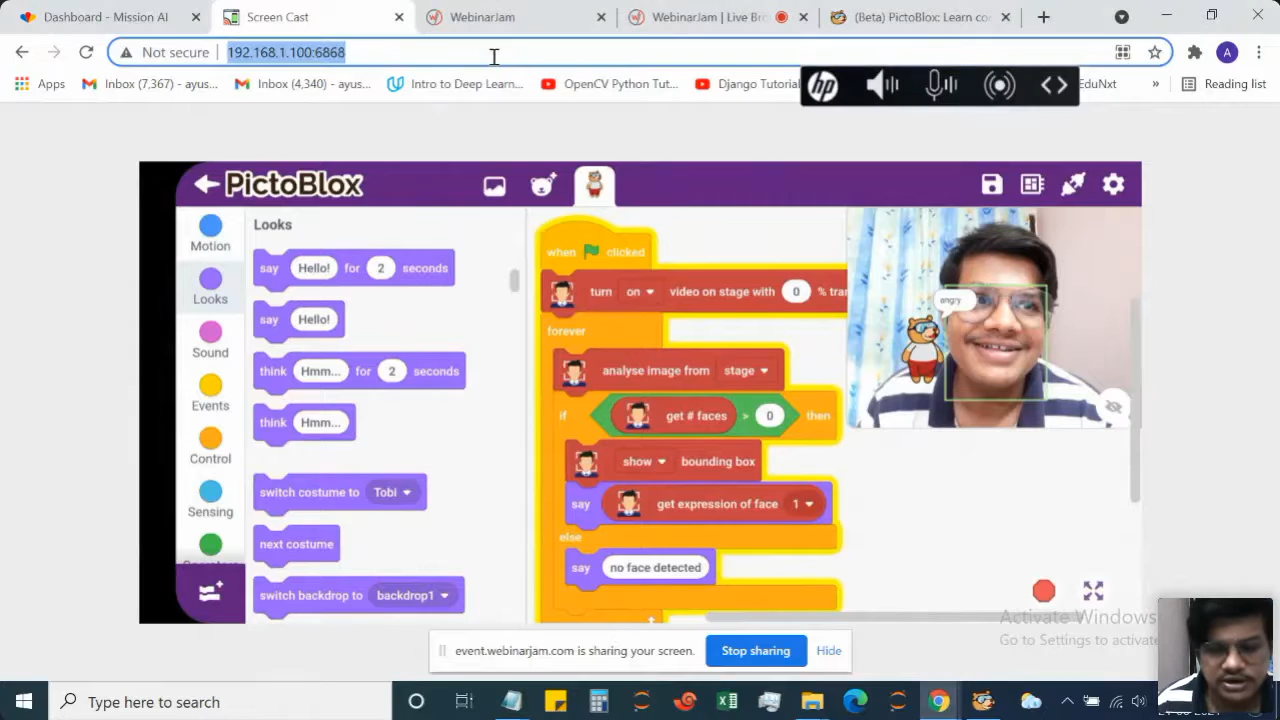 Dashboard - Mission AI
Screen Cast
WebinarJam
WebinarJam | Live Br
(Beta) PictoBlox: Learn co
Not secure
192.168.1.100:6868
A
Apps
Inbox (7,367) - ayus...
Inbox (4,340) - ayus...
Intro to Deep Learn...
OpenCV Python Tut...
Django Tutorial
hp
EduNxt
»
Reading list
PictoBlox
Motion
Looks
Sound
Events
Control
Sensing
Looks
say Hello! for 2 seconds
say Hello!
think Hmm... for 2 seconds
think Hmm...
switch costume to Tobi
next costume
switch backdrop to backdrop1
when clicked
turn on video on stage with 0 % tran
forever
analyse image from stage
if get # faces > 0 then
show bounding box
say get expression of face 1
else
say no face detected
angry
Activate Windows
Go to Settings to activate
event.webinarjam.com is sharing your screen.
Stop sharing
Hide
Type here to search